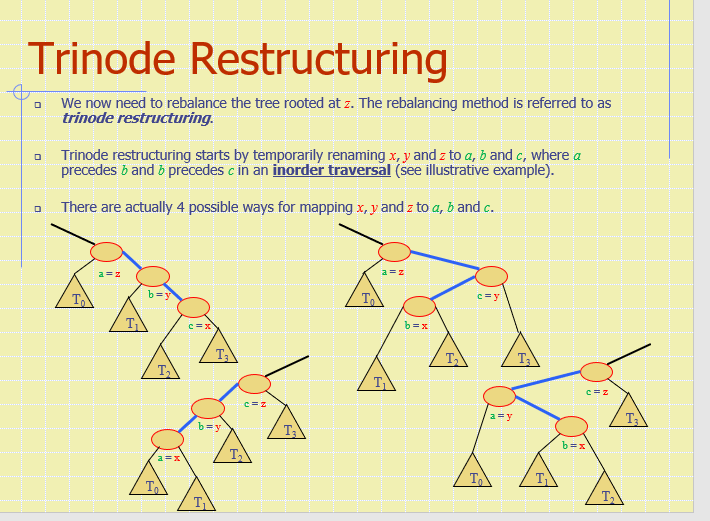 Trinode Restructuring
We now need to rebalance the tree rooted at z. The rebalancing method is referred to as
trinode restructuring.
Trinode restructuring starts by temporarily renaming x, y and z to a, b and c, where a
precedes b and b precedes c in an inorder traversal (see illustrative example).
There are actually 4 possible ways for mapping x, y and z to a, b and c.
a = z
b = y
c = x
T0
T1
T2
T3
a = z
c = y
b = x
T0
T1
T2
T3
c = z
b = y
a = x
T0
T1
T2
T3
c = z
a = y
b = x
T0
T1
T2
T3